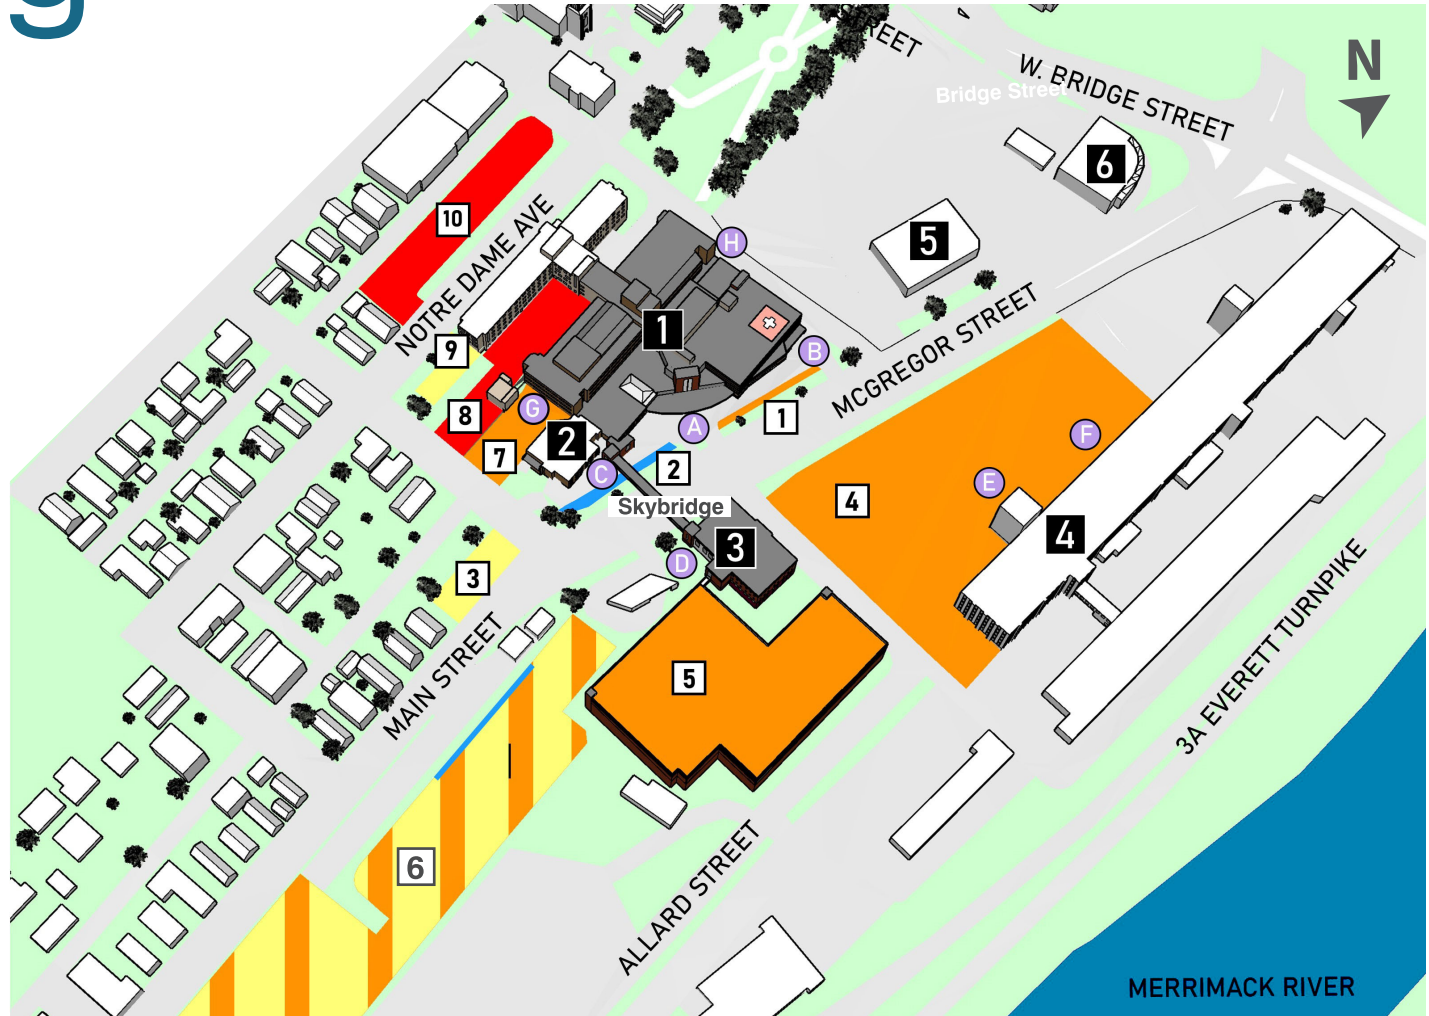 g
STREET
N
W. BRIDGE STREET
Bridge Street
6
10
NOTRE DAME AVE
H
5
1
MCGREGOR STREET
B
9
8
G
A
1
7
2
C
2
F
E
4
Skybridge
3
D
4
3
MAIN STREET
5
3A EVERETT TURNPIKE
6
ALLARD STREET
MERRIMACK RIVER